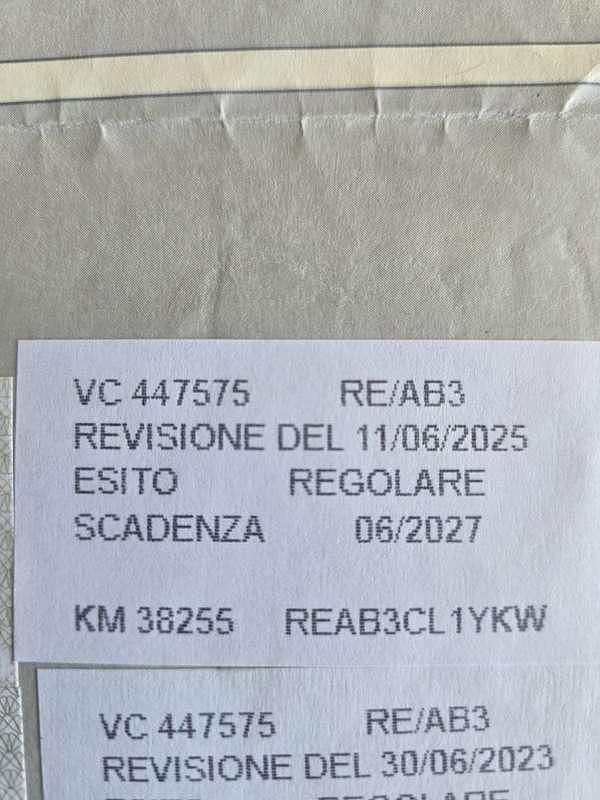 VC 447575 RE/AB3
REVISIONE DEL 11/06/2025
ESITO REGOLARE
SCADENZA 06/2027
KM 38255 REAB3CL1YKW
VC 447575 RE/AB3
REVISIONE DEL 30/06/2023